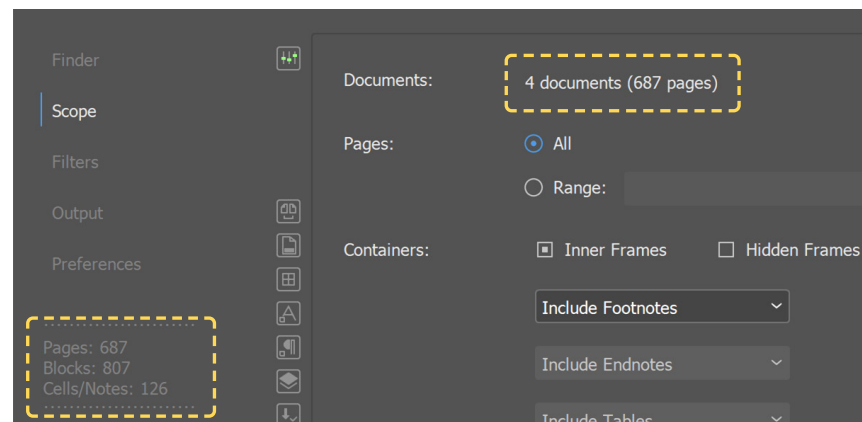 Finder
Scope
Filters
Output
Preferences
Pages: 687
Blocks: 807
Cells/Notes: 126
Documents:
4 documents (687 pages)
Pages:
All
Range:
Containers:
Inner Frames
Hidden Frames
Include Footnotes
Include Endnotes
Include Tables